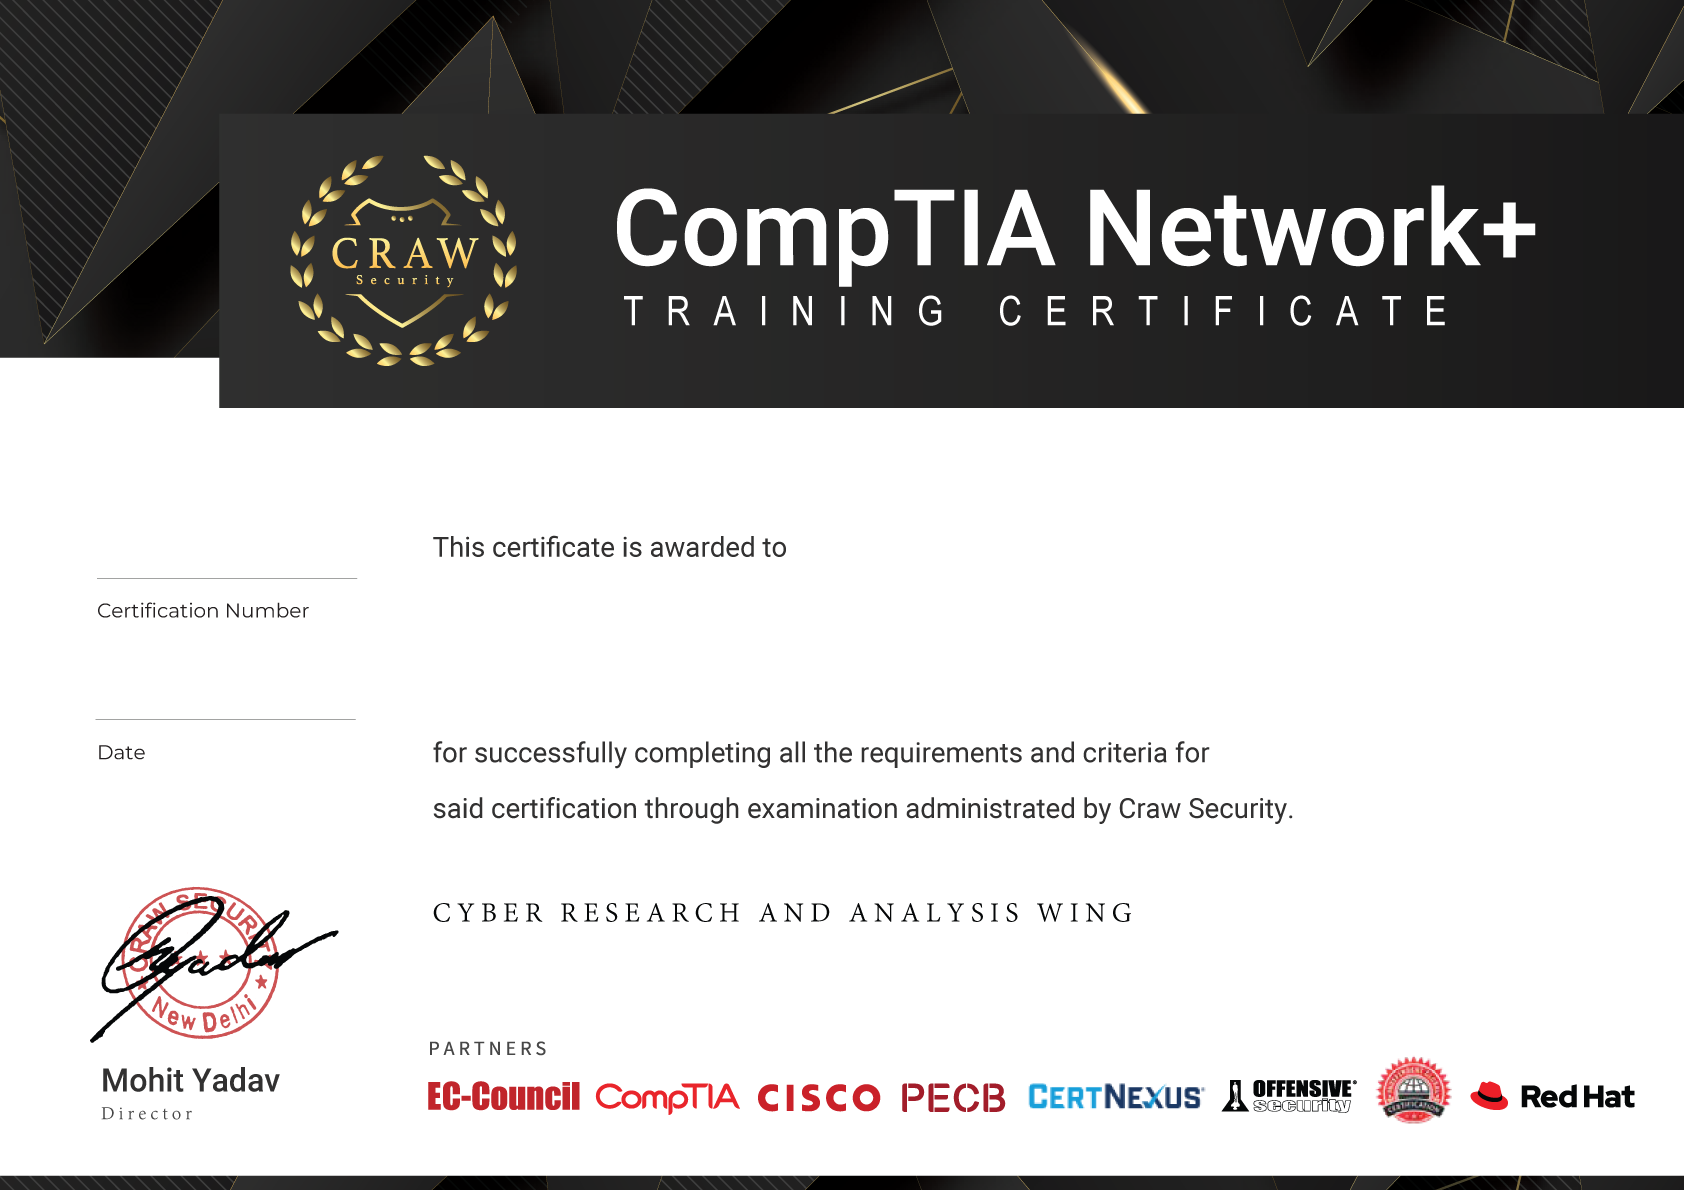 CRAW
Security
CompTIA Network+
TRAINING CERTIFICATE
This certificate is awarded to
Certification Number
Date
for successfully completing all the requirements and criteria for
said certification through examination administrated by Craw Security.
CRAW SECURITY
New Delhi
CYBER RESEARCH AND ANALYSIS WING
Mohit Yadav
Director
PARTNERS
EC-Council CompTIA CISCO PECB CERTNEXUS OFFENSIVE security CERTIFICATION Red Hat